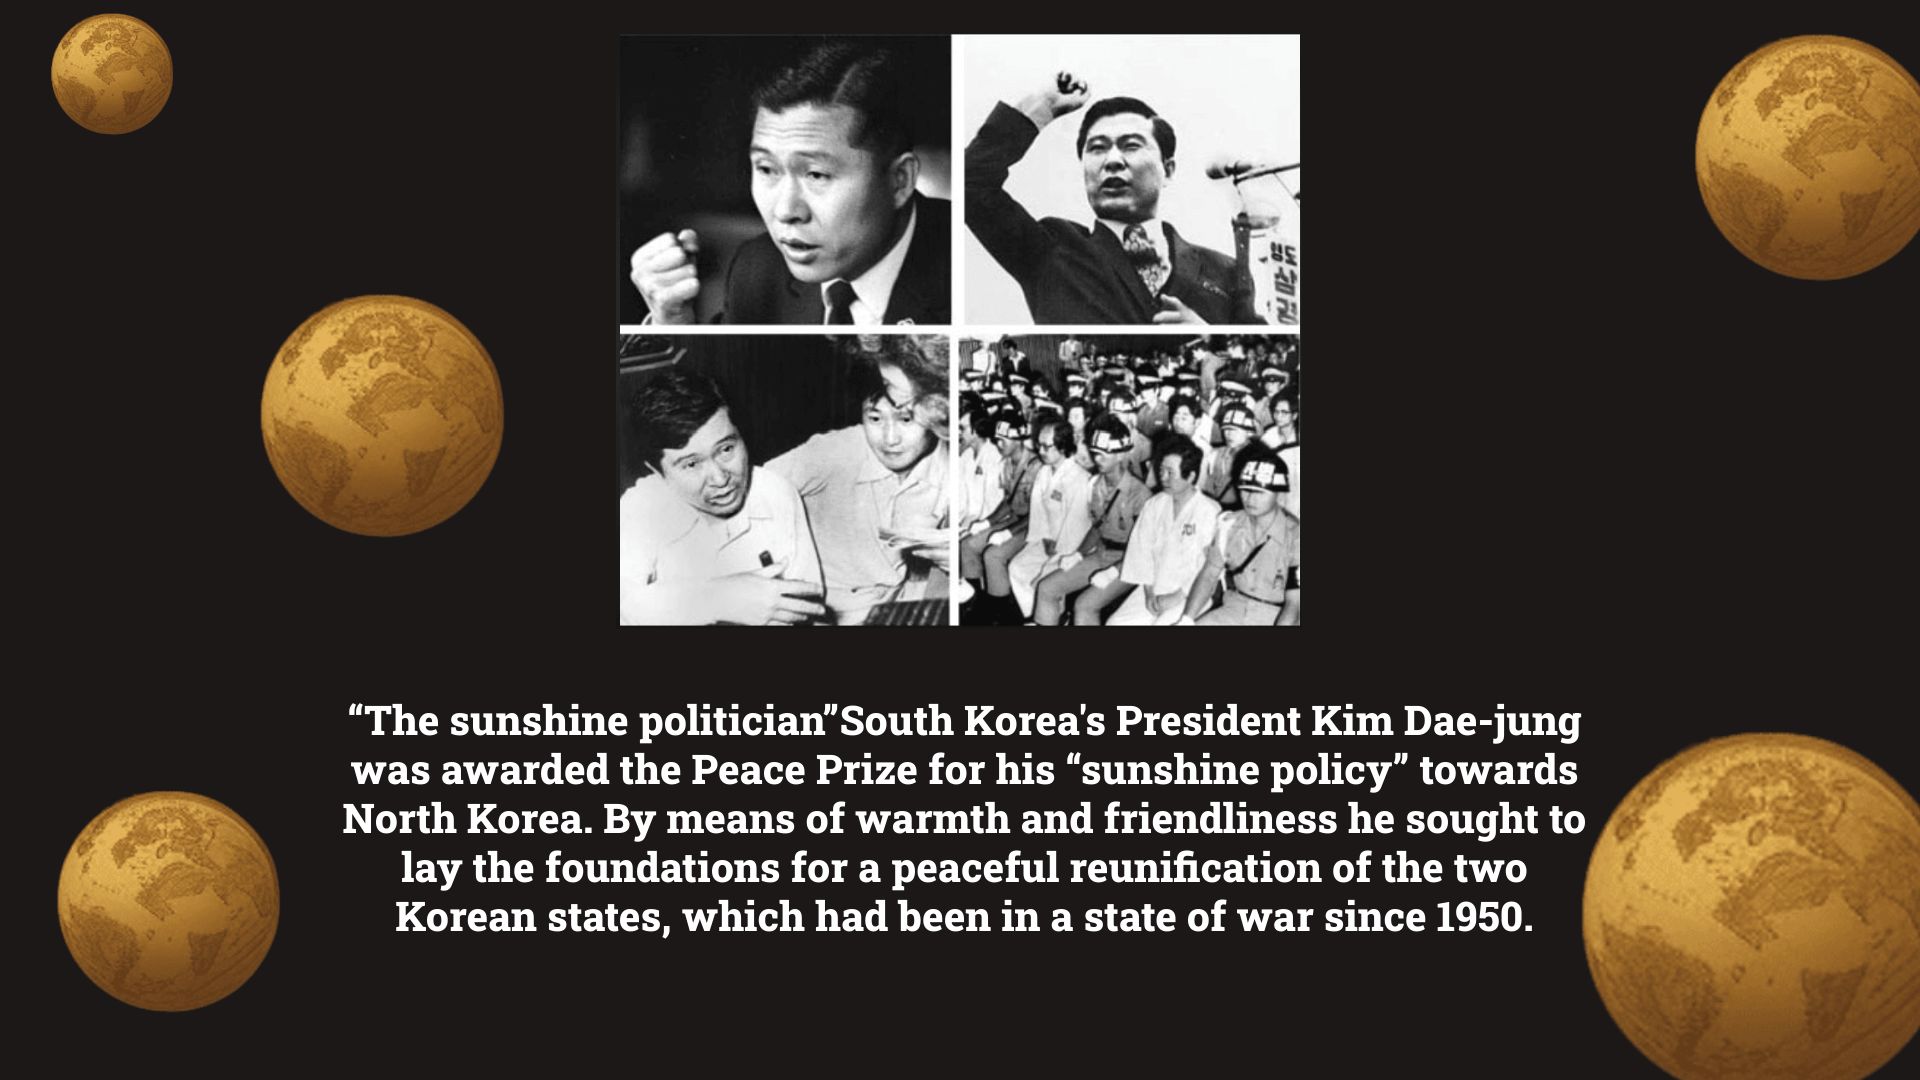 “The sunshine politician”South Korea's President Kim Dae-jung
was awarded the Peace Prize for his “sunshine policy” towards
North Korea. By means of warmth and friendliness he sought to
lay the foundations for a peaceful reunification of the two
Korean states, which had been in a state of war since 1950.